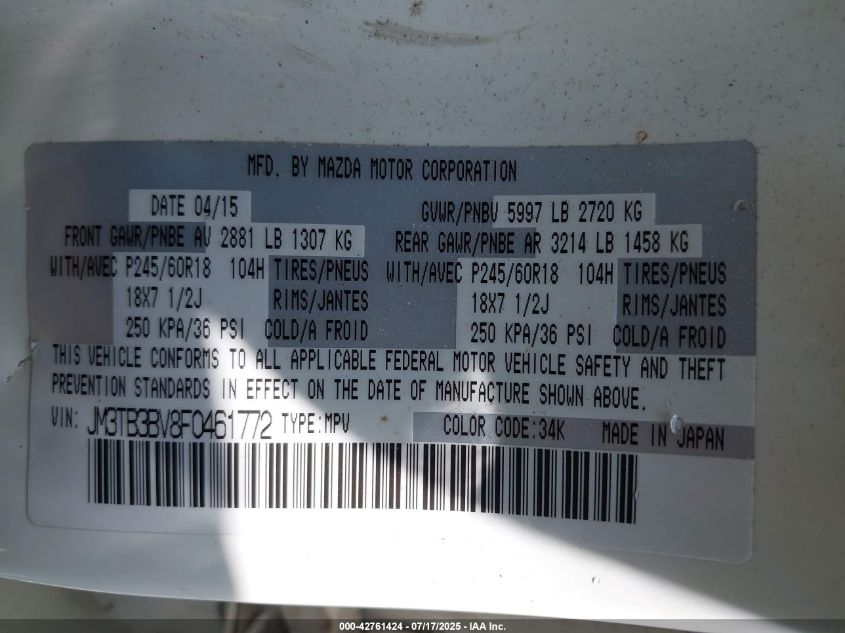 MFD. BY MAZDA MOTOR CORPORATION
DATE 04/15 GVWR/PNBV 5997 LB 2720 KG
FRONT GAWR/PNBE AV 2881 LB 1307 KG REAR GAWR/PNBE AR 3214 LB 1458 KG
WITH/AVEC P245/60R18 104H TIRES/PNEUS WITH/AVEC P245/60R18 104H TIRES/PNEUS
18X7 1/2J RIMS/JANTES 18X7 1/2J RIMS/JANTES
250 KPA/36 PSI COLD/A FROID 250 KPA/36 PSI COLD/A FROID
THIS VEHICLE CONFORMS TO ALL APPLICABLE FEDERAL MOTOR VEHICLE SAFETY AND THEFT
PREVENTION STANDARDS IN EFFECT ON THE DATE OF MANUFACTURE SHOWN ABOVE.
VIN: JM3TB3BV8F0461772 TYPE:MPV COLOR CODE:34K MADE IN JAPAN
000-42761424 - 07/17/2025 - IAA Inc.